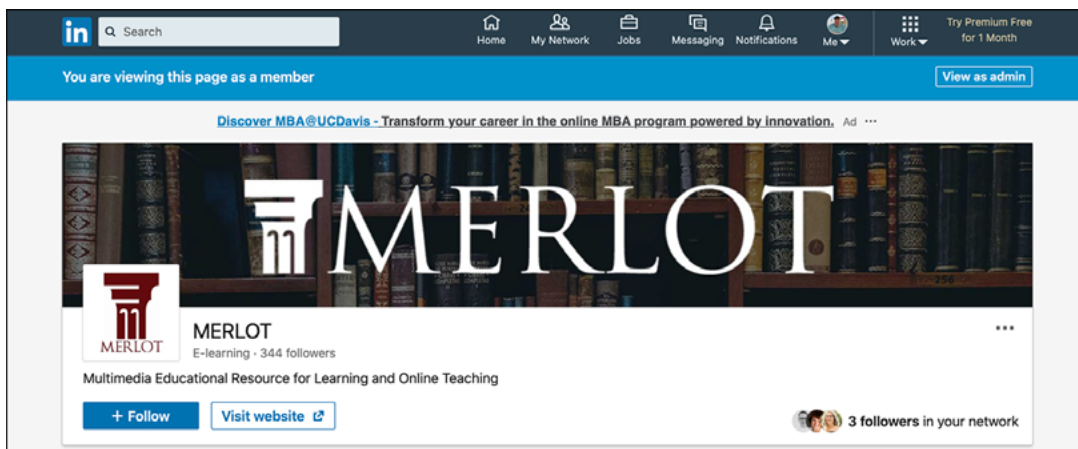 in
Search
Home
My Network
Jobs
Messaging
Notifications
Me
Work
Try Premium Free
for 1 Month
You are viewing this page as a member
View as admin
Discover MBA@UCDavis - Transform your career in the online MBA program powered by innovation. Ad ...
MERLOT
MERLOT
MERLOT
E-learning · 344 followers
Multimedia Educational Resource for Learning and Online Teaching
+ Follow
Visit website
3 followers in your network